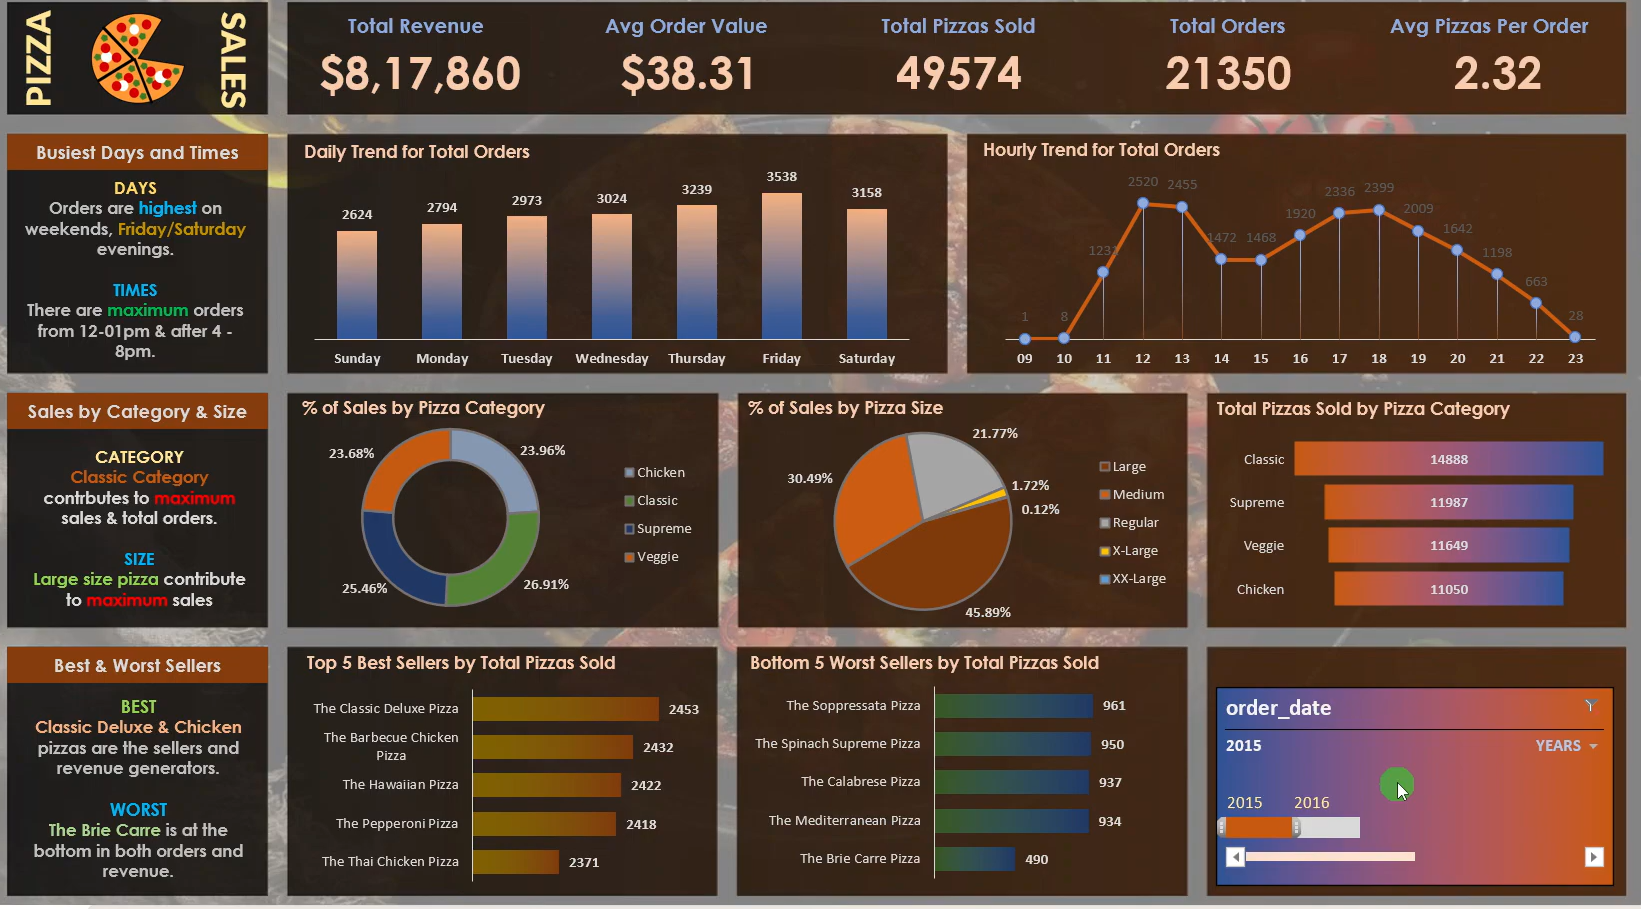 PIZZA
SALES
Total Revenue
$8,17,860
Avg Order Value
$38.31
Total Pizzas Sold
49574
Total Orders
21350
Avg Pizzas Per Order
2.32
Busiest Days and Times
DAYS
Orders are highest on
weekends, Friday/Saturday
evenings.
TIMES
There are maximum orders
from 12-01pm & after 4 -
8pm.
Daily Trend for Total Orders
2624
2794
2973
3024
3239
3538
3158
Sunday
Monday
Tuesday
Wednesday
Thursday
Friday
Saturday
Hourly Trend for Total Orders
1
8
1231
2520
2455
1472
1468
1920
2336
2399
2009
1642
1198
663
28
09
10
11
12
13
14
15
16
17
18
19
20
21
22
23
Sales by Category & Size
CATEGORY
Classic Category
contrbutes to maximum
sales & total orders.
SIZE
Large size pizza contribute
to maximum sales
% of Sales by Pizza Category
23.68%
23.96%
25.46%
26.91%
Chicken
Classic
Supreme
Veggie
% of Sales by Pizza Size
21.77%
30.49%
1.72%
0.12%
45.89%
Large
Medium
Regular
X-Large
XX-Large
Total Pizzas Sold by Pizza Category
Classic
14888
Supreme
11987
Veggie
11649
Chicken
11050
Best & Worst Sellers
BEST
Classic Deluxe & Chicken
pizzas are the sellers and
revenue generators.
WORST
The Brie Carre is at the
bottom in both orders and
revenue.
Top 5 Best Sellers by Total Pizzas Sold
The Classic Deluxe Pizza
2453
The Barbecue Chicken
Pizza
2432
The Hawaiian Pizza
2422
The Pepperoni Pizza
2418
The Thai Chicken Pizza
2371
Bottom 5 Worst Sellers by Total Pizzas Sold
The Soppressata Pizza
961
The Spinach Supreme Pizza
950
The Calabrese Pizza
937
The Mediterranean Pizza
934
The Brie Carre Pizza
490
order_date
2015
YEARS
2015
2016